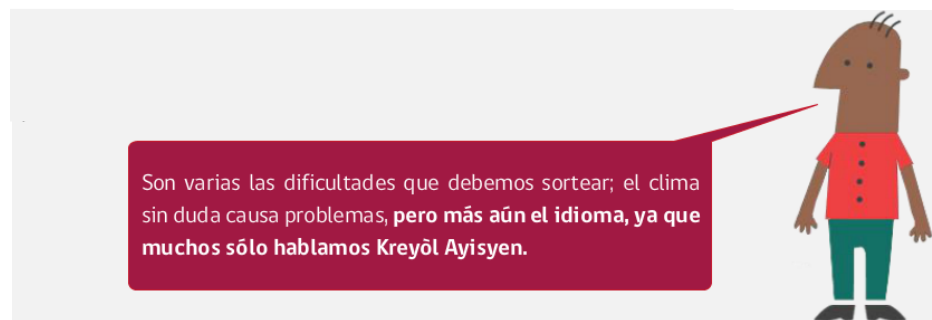 Son varias las dificultades que debemos sortear; el clima
sin duda causa problemas, pero más aún el idioma, ya que
muchos sólo hablamos Kreyòl Ayisyen.